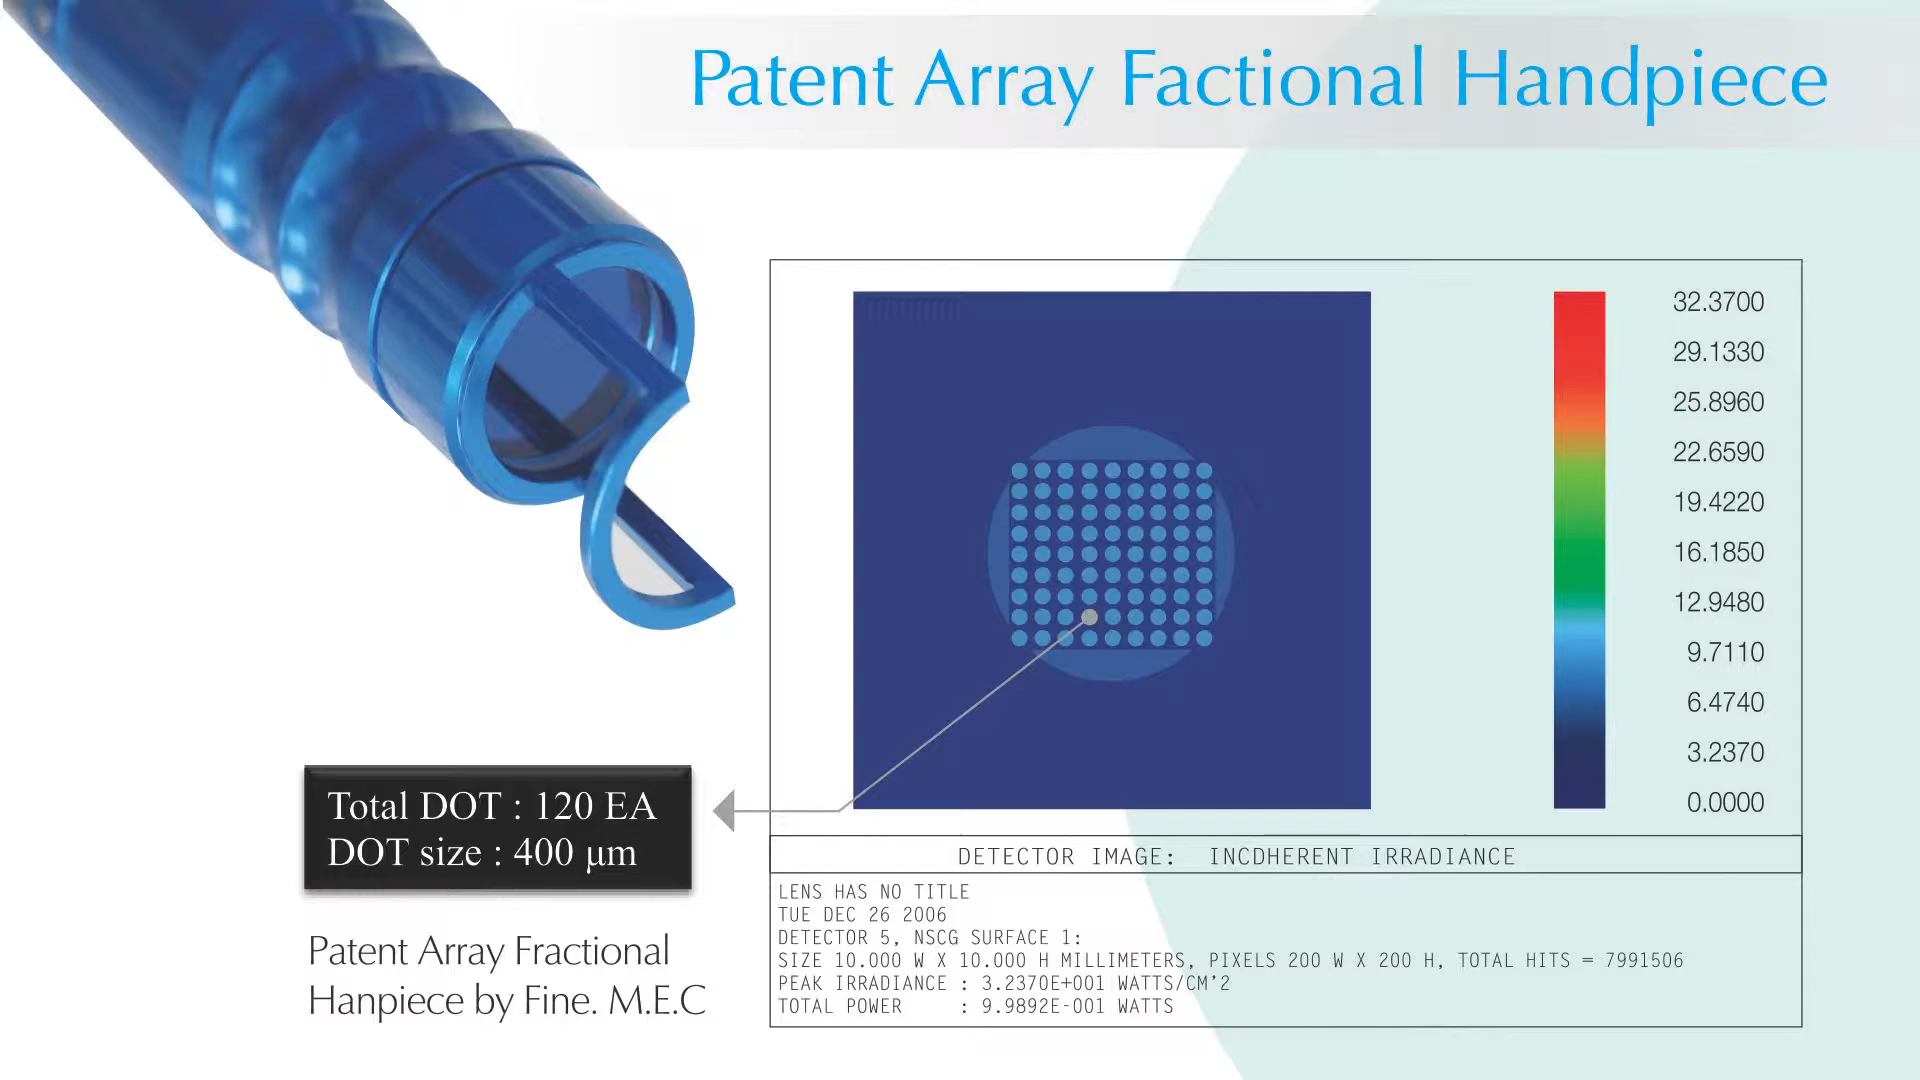 Patent Array Factional Handpiece
32.3700
29.1330
25.8960
22.6590
19.4220
16.1850
12.9480
9.7110
6.4740
3.2370
0.0000
Total DOT : 120 EA
DOT size : 400 μm
Patent Array Fractional
Hanpiece by Fine. M.E.C
DETECTOR IMAGE: INCDHERENT IRRADIANCE
LENS HAS NO TITLE
TUE DEC 26 2006
DETECTOR 5, NSCG SURFACE 1:
SIZE 10.000 W X 10.000 H MILLIMETERS, PIXELS 200 W X 200 H, TOTAL HITS = 7991506
PEAK IRRADIANCE : 3.2370E+001 WATTS/CM’2
TOTAL POWER : 9.9892E-001 WATTS